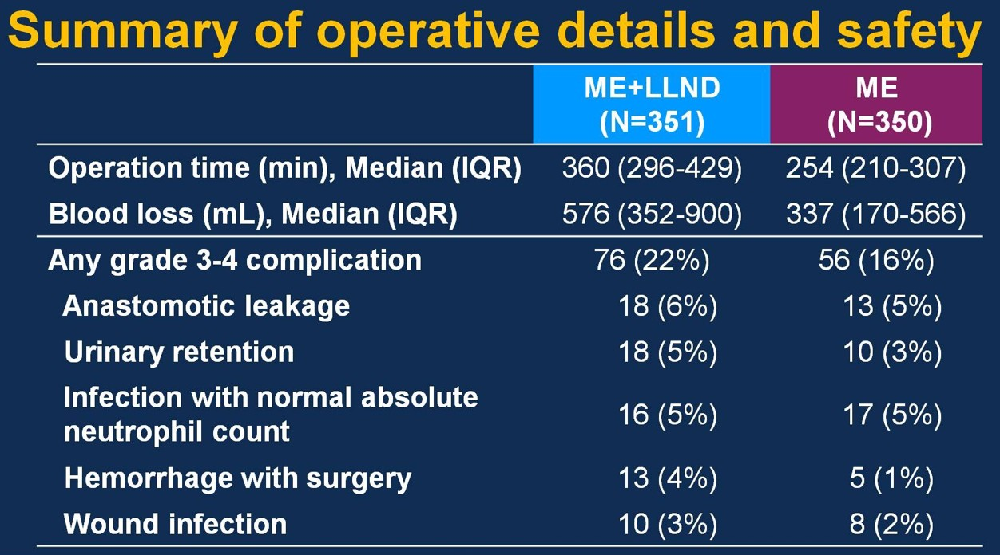 Summary of operative details and safety
ME+LLND ME
(N=351) (N=350)
Operation time (min), Median (IQR) 360 (296-429) 254 (210-307)
Blood loss (mL), Median (IQR) 576 (352-900) 337 (170-566)
Any grade 3-4 complication 76 (22%) 56 (16%)
Anastomotic leakage 18 (6%) 13 (5%)
Urinary retention 18 (5%) 10 (3%)
Infection with normal absolute
neutrophil count 16 (5%) 17 (5%)
Hemorrhage with surgery 13 (4%) 5 (1%)
Wound infection 10 (3%) 8 (2%)